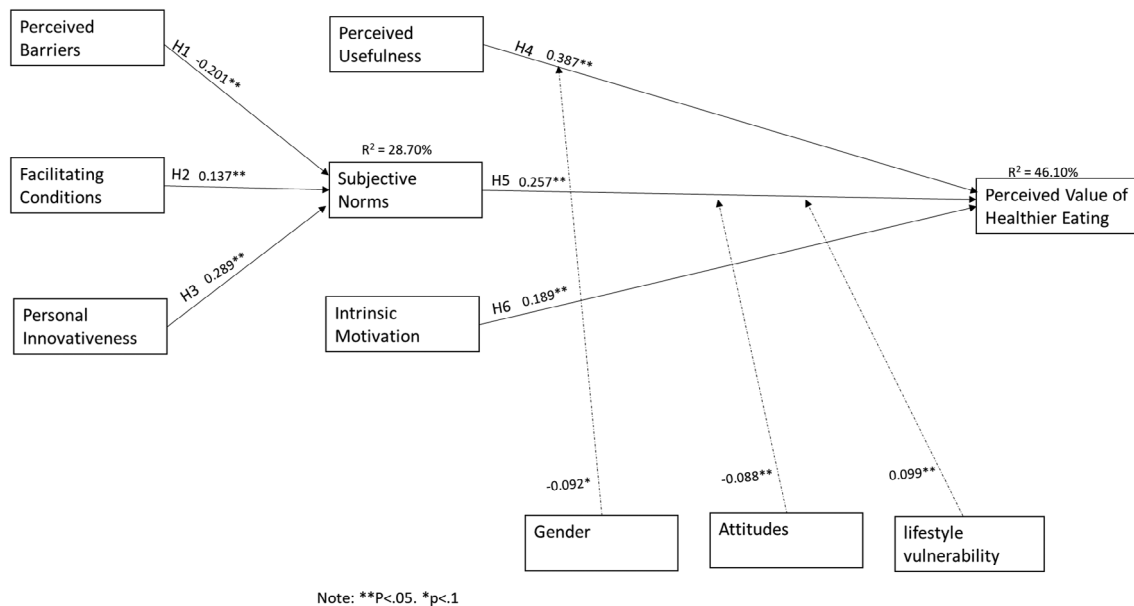 Perceived
Barriers
H1 -0.201**
Perceived
Usefulness
H4 0.387**
R² = 28.70%
Facilitating
Conditions
H2 0.137**
Subjective
Norms
H5 0.257**
R² = 46.10%
Perceived Value of
Healthier Eating
Personal
Innovativeness
H3 0.289**
Intrinsic
Motivation
H6 0.189**
-0.092*
-0.088**
0.099**
Gender
Attitudes
lifestyle
vulnerability
Note: **P<.05. *p<.1